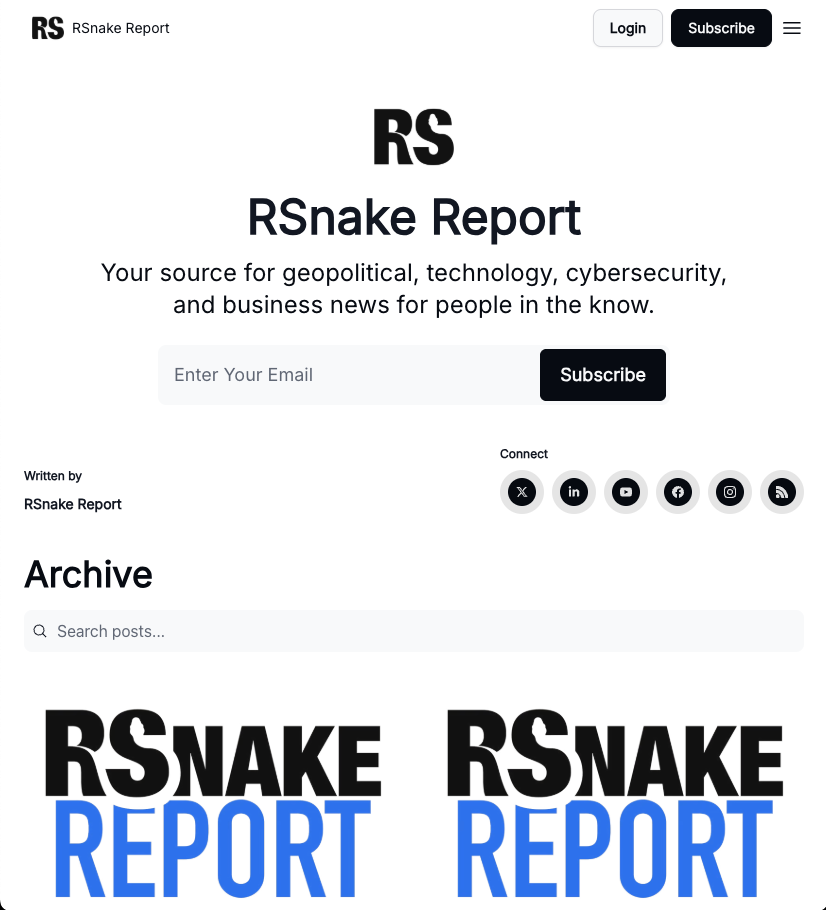 RS RSnake Report Login Subscribe
RS
RSnake Report
Your source for geopolitical, technology, cybersecurity,
and business news for people in the know.
Enter Your Email Subscribe
Connect
Written by
RSnake Report
Archive
Search posts...
RSNAKE RSNAKE
REPORT REPORT